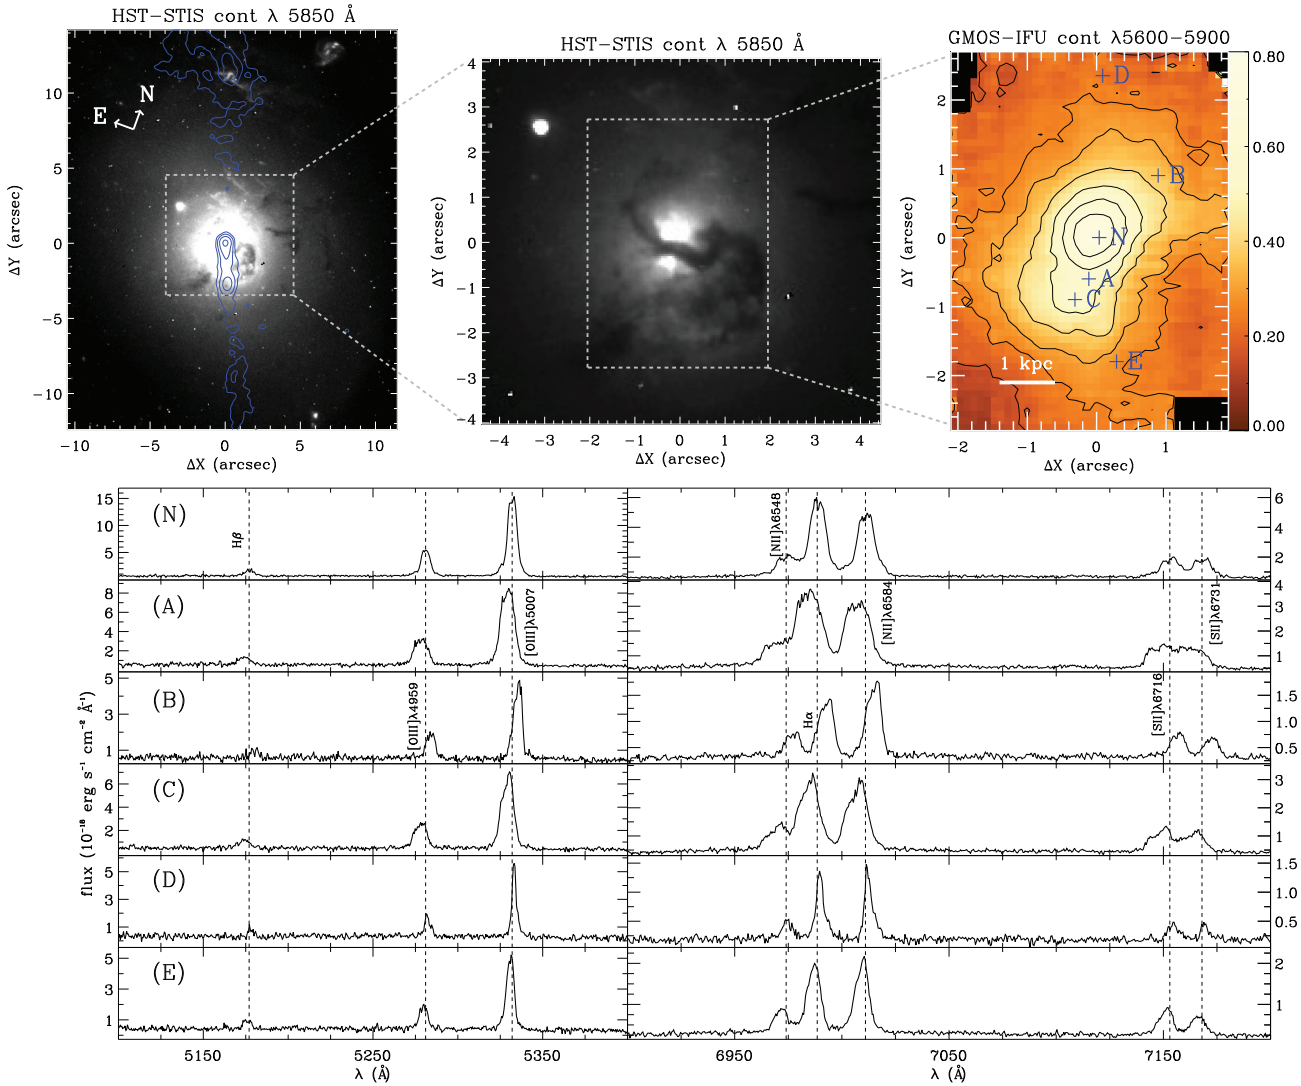 HST-STIS cont λ 5850 Å
10
5
0
-5
-10
ΔY (arcsec)
E
N
-10 -5 0 5 10
ΔX (arcsec)
HST-STIS cont λ 5850 Å
4
3
2
1
0
-1
-2
-3
-4
ΔY (arcsec)
-4 -3 -2 -1 0 1 2 3 4
ΔX (arcsec)
GMOS-IFU cont λ5600-5900
2
1
0
-1
-2
ΔY (arcsec)
D
B
N
A
C
E
1 kpc
-2 -1 0 1
ΔX (arcsec)
0.80
0.60
0.40
0.20
0.00
flux (10⁻¹⁶ erg s⁻¹ cm⁻² Å⁻¹)
(N)
15
10
5
Hβ
[NII]λ6548
6
4
2
(A)
8
6
4
2
[OIII]λ5007
[NII]λ6584
[SII]λ6731
4
3
2
1
(B)
5
3
1
[OIII]λ4959
Hα
[SII]λ6716
1.5
1.0
0.5
(C)
6
4
2
3
2
1
(D)
5
3
1
1.5
1.0
0.5
(E)
5
3
1
2
1
5150 5250 5350
λ (Å)
6950 7050 7150
λ (Å)